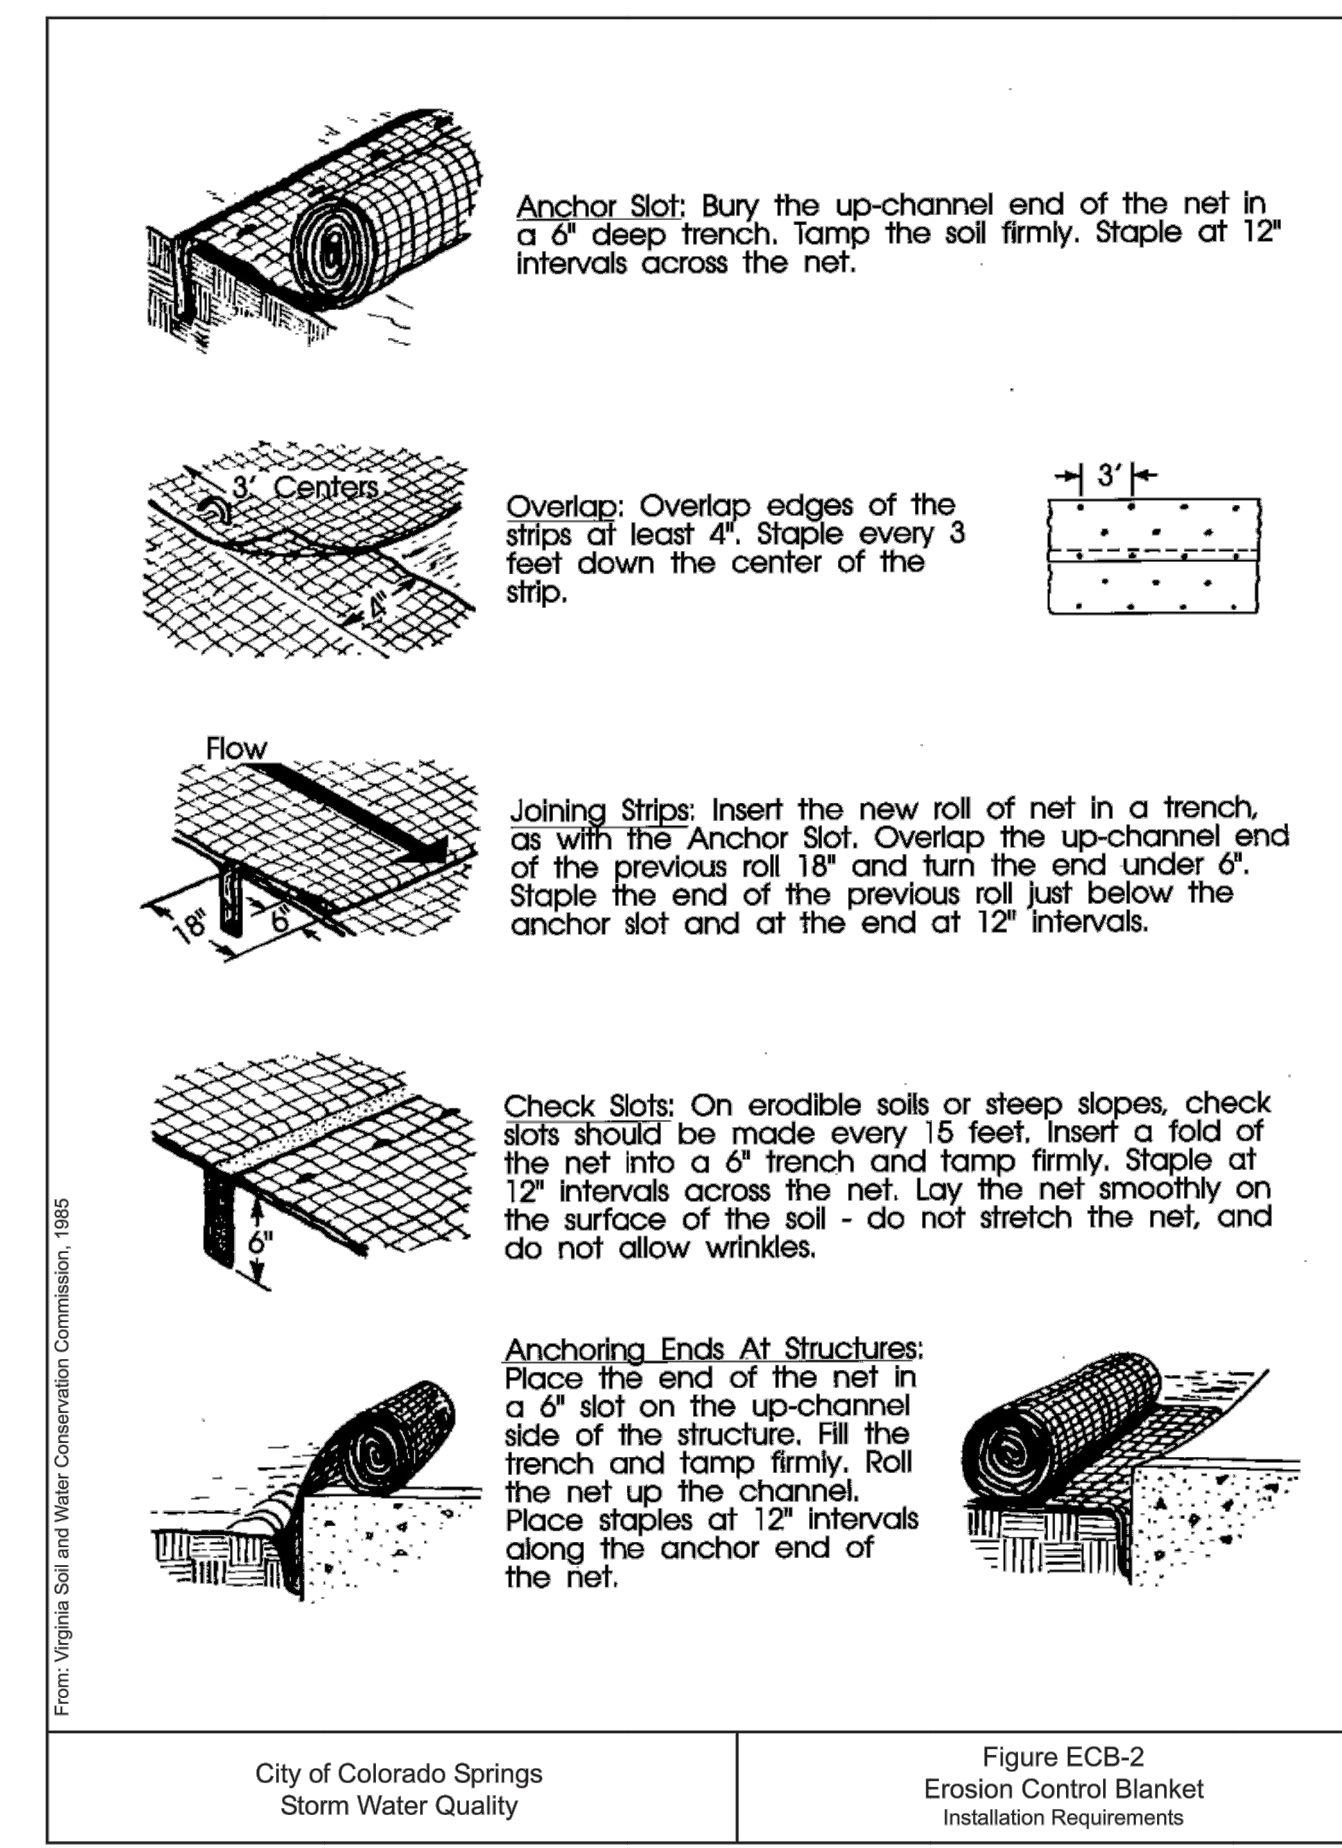 Anchor Slot: Bury the up-channel end of the net in
a 6" deep trench. Tamp the soil firmly. Staple at 12"
intervals across the net.
3' Centers
4"
Overlap: Overlap edges of the
strips at least 4". Staple every 3
feet down the center of the
strip.
3'
Flow
18"
6"
Joining Strips: Insert the new roll of net in a trench,
as with the Anchor Slot. Overlap the up-channel end
of the previous roll 18" and turn the end under 6".
Staple the end of the previous roll just below the
anchor slot and at the end at 12" intervals.
6"
Check Slots: On erodible soils or steep slopes, check
slots should be made every 15 feet. Insert a fold of
the net into a 6" trench and tamp firmly. Staple at
12" intervals across the net. Lay the net smoothly on
the surface of the soil - do not stretch the net, and
do not allow wrinkles.
Anchoring Ends At Structures:
Place the end of the net in
a 6" slot on the up-channel
side of the structure. Fill the
trench and tamp firmly. Roll
the net up the channel.
Place staples at 12" intervals
along the anchor end of
the net.
From: Virginia Soil and Water Conservation Commission, 1985
City of Colorado Springs
Storm Water Quality
Figure ECB-2
Erosion Control Blanket
Installation Requirements